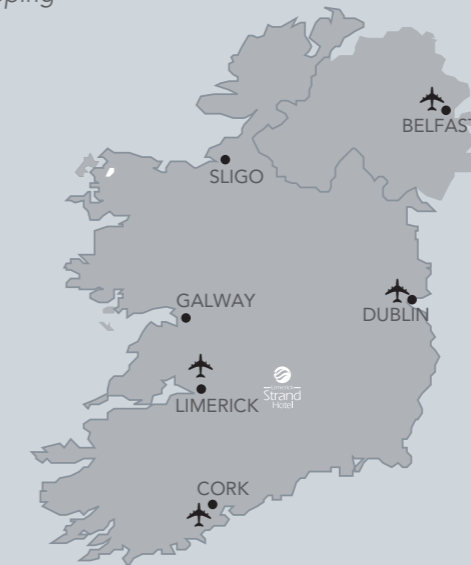 BELFAST
SLIGO
GALWAY
DUBLIN
LIMERICK
Strand
Hotel
CORK